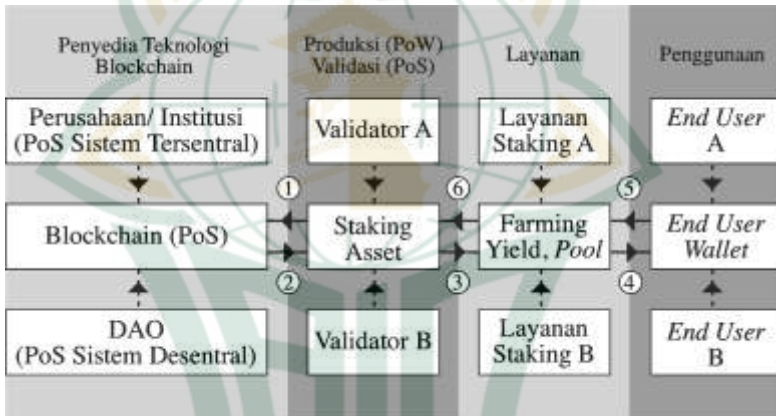 Penyedia Teknologi
Blockchain
Produksi (PoW)
Validasi (PoS)
Layanan
Penggunaan
Perusahaan/ Institusi
(PoS Sistem Tersentral)
Validator A
Layanan
Staking A
End User
A
1
6
5
Blockchain (PoS)
Staking
Asset
Farming
Yield, Pool
End User
Wallet
2
3
4
DAO
(PoS Sistem Desentral)
Validator B
Layanan
Staking B
End User
B